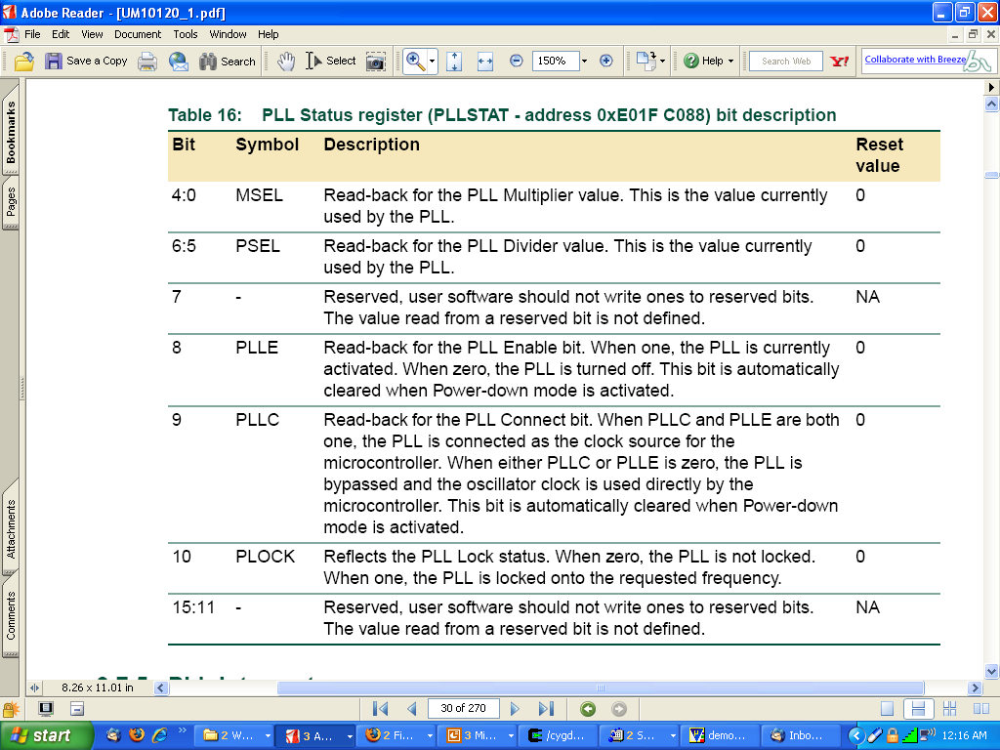 Adobe Reader - [UM10120_1.pdf]
File Edit View Document Tools Window Help
Save a Copy Search Select 150% Help Search Web Y! Collaborate with Breeze
Bookmarks
Pages
Attachments
Comments
Table 16: PLL Status register (PLLSTAT - address 0xE01F C088) bit description
Bit Symbol Description Reset
value
4:0 MSEL Read-back for the PLL Multiplier value. This is the value currently 0
used by the PLL.
6:5 PSEL Read-back for the PLL Divider value. This is the value currently 0
used by the PLL.
7 - Reserved, user software should not write ones to reserved bits. NA
The value read from a reserved bit is not defined.
8 PLLE Read-back for the PLL Enable bit. When one, the PLL is currently 0
activated. When zero, the PLL is turned off. This bit is automatically
cleared when Power-down mode is activated.
9 PLLC Read-back for the PLL Connect bit. When PLLC and PLLE are both 0
one, the PLL is connected as the clock source for the
microcontroller. When either PLLC or PLLE is zero, the PLL is
bypassed and the oscillator clock is used directly by the
microcontroller. This bit is automatically cleared when Power-down
mode is activated.
10 PLOCK Reflects the PLL Lock status. When zero, the PLL is not locked. 0
When one, the PLL is locked onto the requested frequency.
15:11 - Reserved, user software should not write ones to reserved bits. NA
The value read from a reserved bit is not defined.
8.26 x 11.01 in
30 of 270
start 2 W... 3 A... 2 Fi... 3 Mi... /cygd... 2 S... demo... Inbo... 12:16 AM